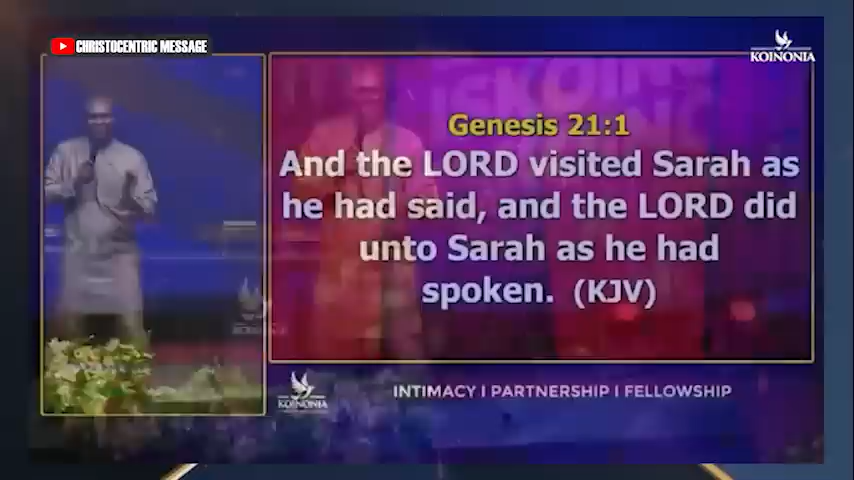 CHRISTOCENTRIC MESSAGE
KOINONIA
Genesis 21:1
And the LORD visited Sarah as
he had said, and the LORD did
unto Sarah as he had
spoken. (KJV)
KOINONIA
INTIMACY I PARTNERSHIP I FELLOWSHIP